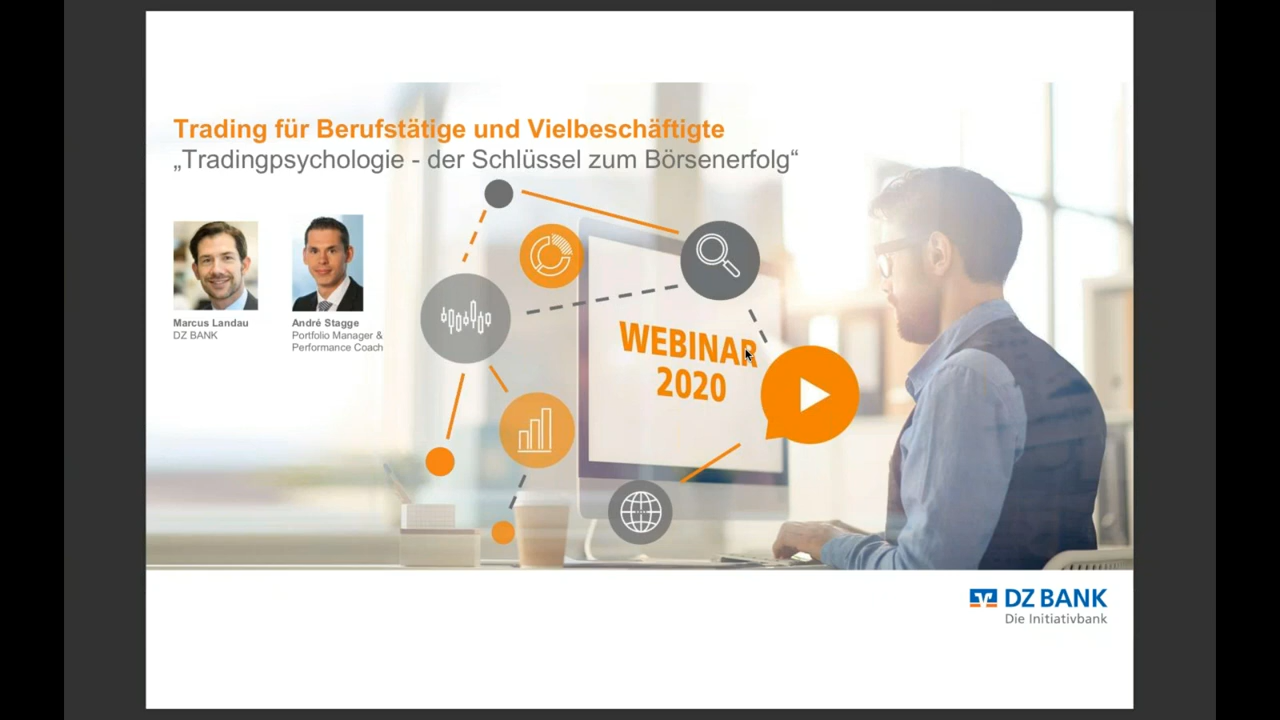 Trading für Berufstätige und Vielbeschäftigte
„Tradingpsychologie - der Schlüssel zum Börsenerfolg“
Marcus Landau
DZ BANK
André Stagge
Portfolio Manager &
Performance Coach
WEBINAR
2020
DZ BANK
Die Initiativbank